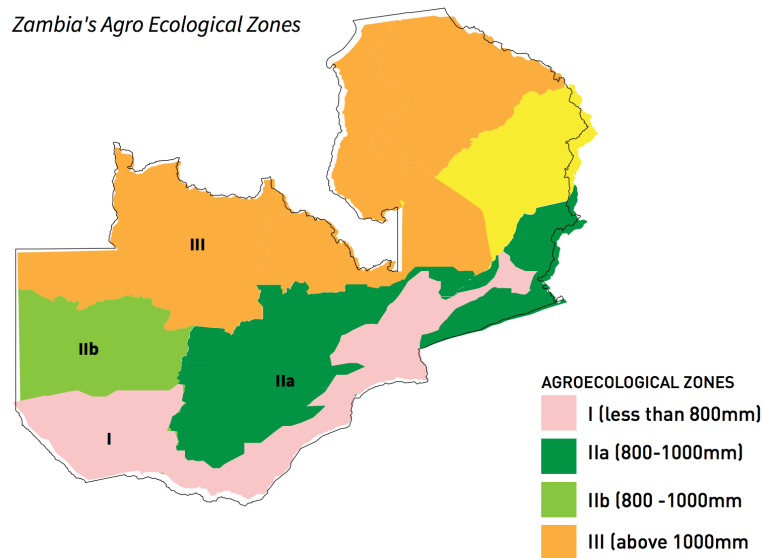 Zambia's Agro Ecological Zones
III
IIb
IIa
I
AGROECOLOGICAL ZONES
I (less than 800mm)
IIa (800-1000mm)
IIb (800 -1000mm
III (above 1000mm